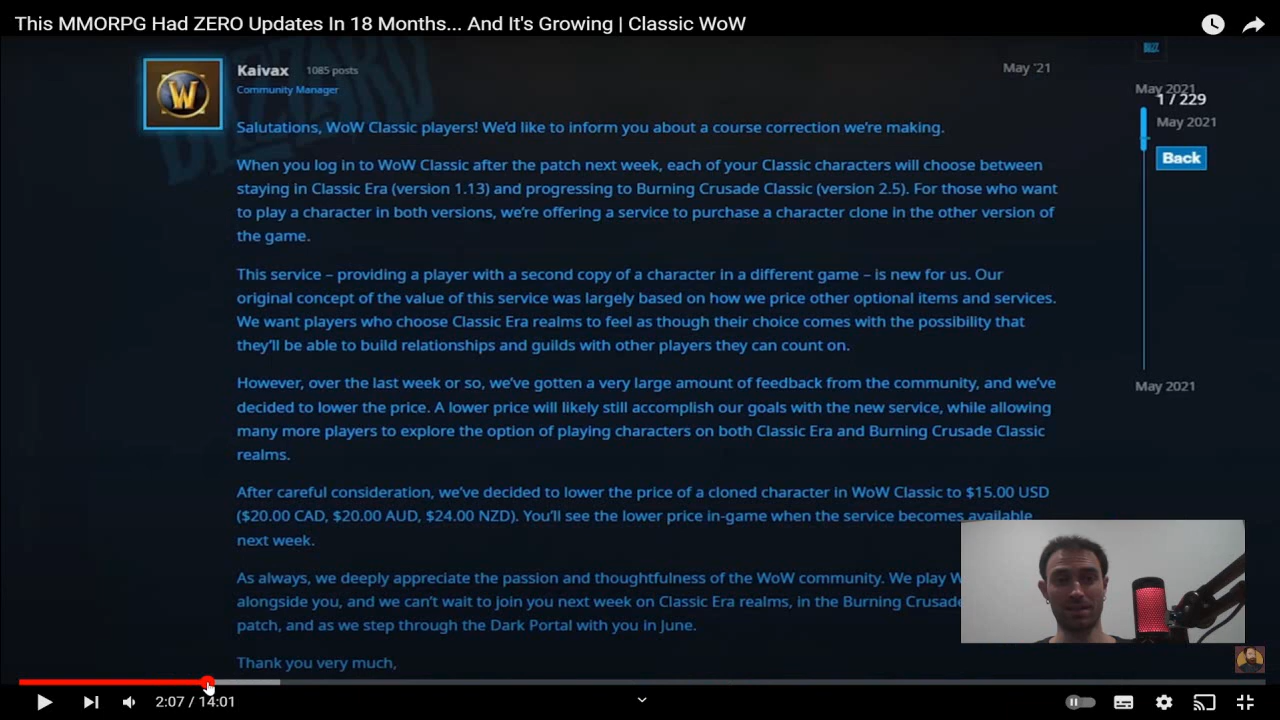 This MMORPG Had ZERO Updates In 18 Months... And It's Growing | Classic WoW
Kaivax 1085 posts
May '21
Community Manager
Salutations, WoW Classic players! We'd like to inform you about a course correction we're making.
When you log in to WoW Classic after the patch next week, each of your Classic characters will choose between
staying in Classic Era (version 1.13) and progressing to Burning Crusade Classic (version 2.5). For those who want
to play a character in both versions, we're offering a service to purchase a character clone in the other version of
the game.
This service – providing a player with a second copy of a character in a different game – is new for us. Our
original concept of the value of this service was largely based on how we price other optional items and services.
We want players who choose Classic Era realms to feel as though their choice comes with the possibility that
they'll be able to build relationships and guilds with other players they can count on.
However, over the last week or so, we've gotten a very large amount of feedback from the community, and we've
decided to lower the price. A lower price will likely still accomplish our goals with the new service, while allowing
many more players to explore the option of playing characters on both Classic Era and Burning Crusade Classic
realms.
After careful consideration, we've decided to lower the price of a cloned character in WoW Classic to $15.00 USD
($20.00 CAD, $20.00 AUD, $24.00 NZD). You'll see the lower price in-game when the service becomes available
next week.
As always, we deeply appreciate the passion and thoughtfulness of the WoW community. We play W
alongside you, and we can't wait to join you next week on Classic Era realms, in the Burning Crusade
patch, and as we step through the Dark Portal with you in June.
Thank you very much,
BLIZZ
May 2021
1 / 229
May 2021
Back
May 2021
BLIZZARD
W
2:07 / 14:01